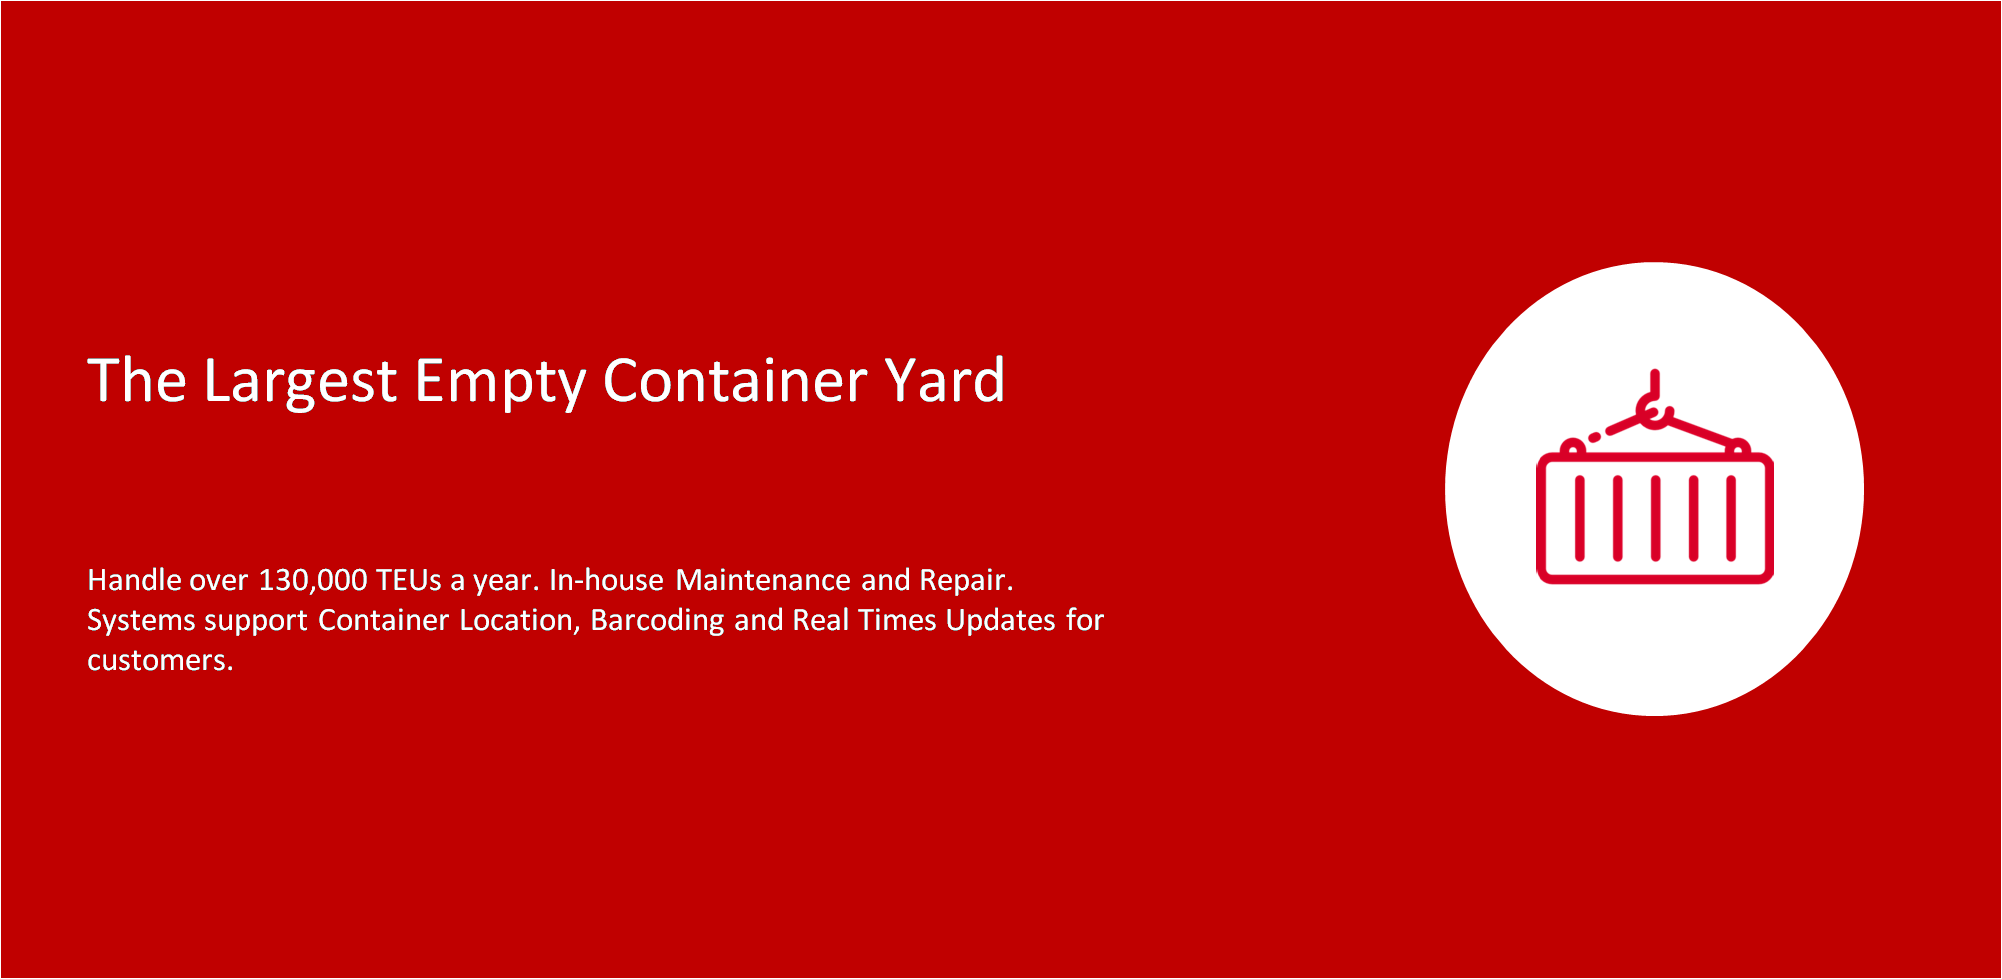 The Largest Empty Container Yard
Handle over 130,000 TEUs a year. In-house Maintenance and Repair.
Systems support Container Location, Barcoding and Real Times Updates for
customers.